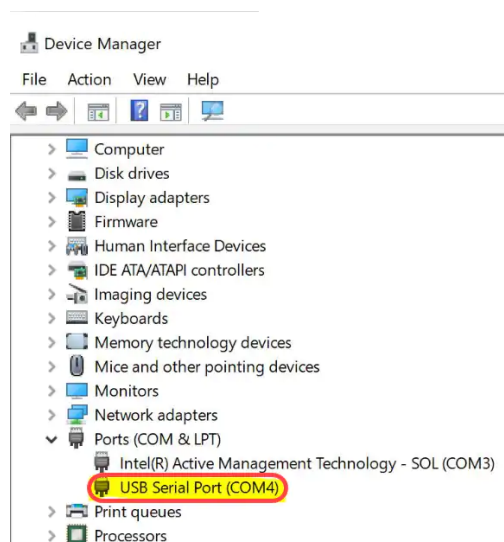 Device Manager
File Action View Help
Computer
Disk drives
Display adapters
Firmware
Human Interface Devices
IDE ATA/ATAPI controllers
Imaging devices
Keyboards
Memory technology devices
Mice and other pointing devices
Monitors
Network adapters
Ports (COM & LPT)
Intel(R) Active Management Technology - SOL (COM3)
USB Serial Port (COM4)
Print queues
Processors